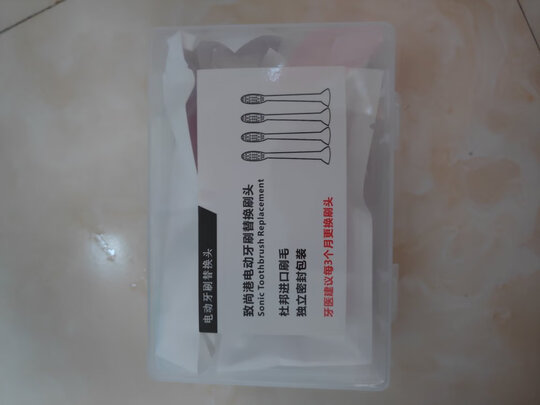 电动牙刷替换头
致尚港电动牙刷替换刷头
Sonic Toothbrush Replacement
杜邦进口刷毛
独立密封包装
牙医建议每3个月更换刷头